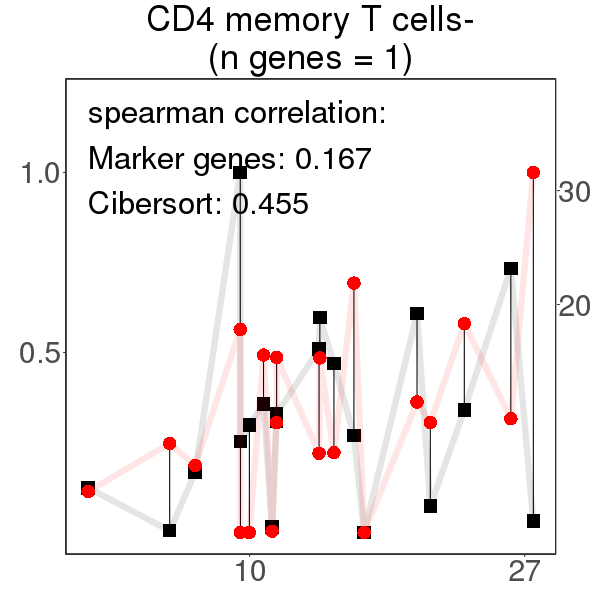 CD4 memory T cells-
(n genes = 1)
spearman correlation:
Marker genes: 0.167
Cibersort: 0.455
1.0
0.5
30
20
10
27